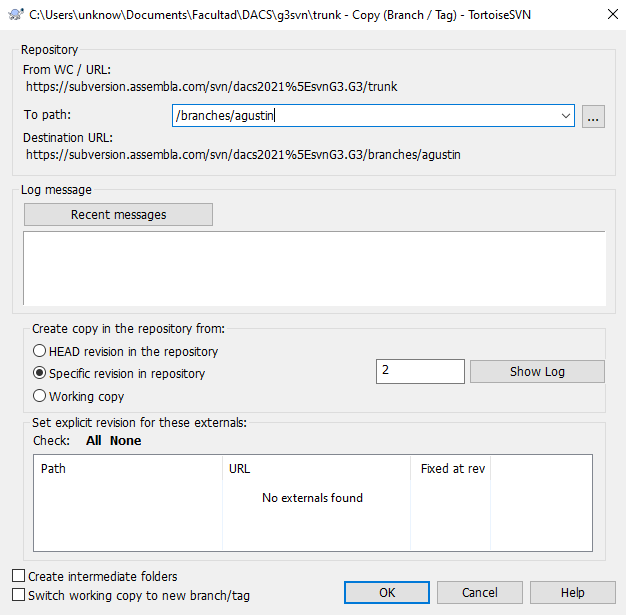 C:\Users\unknow\Documents\Facultad\DACS\g3svn\trunk - Copy (Branch / Tag) - TortoiseSVN
Repository
From WC / URL:
https://subversion.assembla.com/svn/dacs2021%5EsvnG3.G3/trunk
To path:
/branches/agustin
...
Destination URL:
https://subversion.assembla.com/svn/dacs2021%5EsvnG3.G3/branches/agustin
Log message
Recent messages
Create copy in the repository from:
HEAD revision in the repository
Specific revision in repository
2
Show Log
Working copy
Set explicit revision for these externals:
Check: All None
Path URL Fixed at rev
No externals found
Create intermediate folders
Switch working copy to new branch/tag
OK Cancel Help